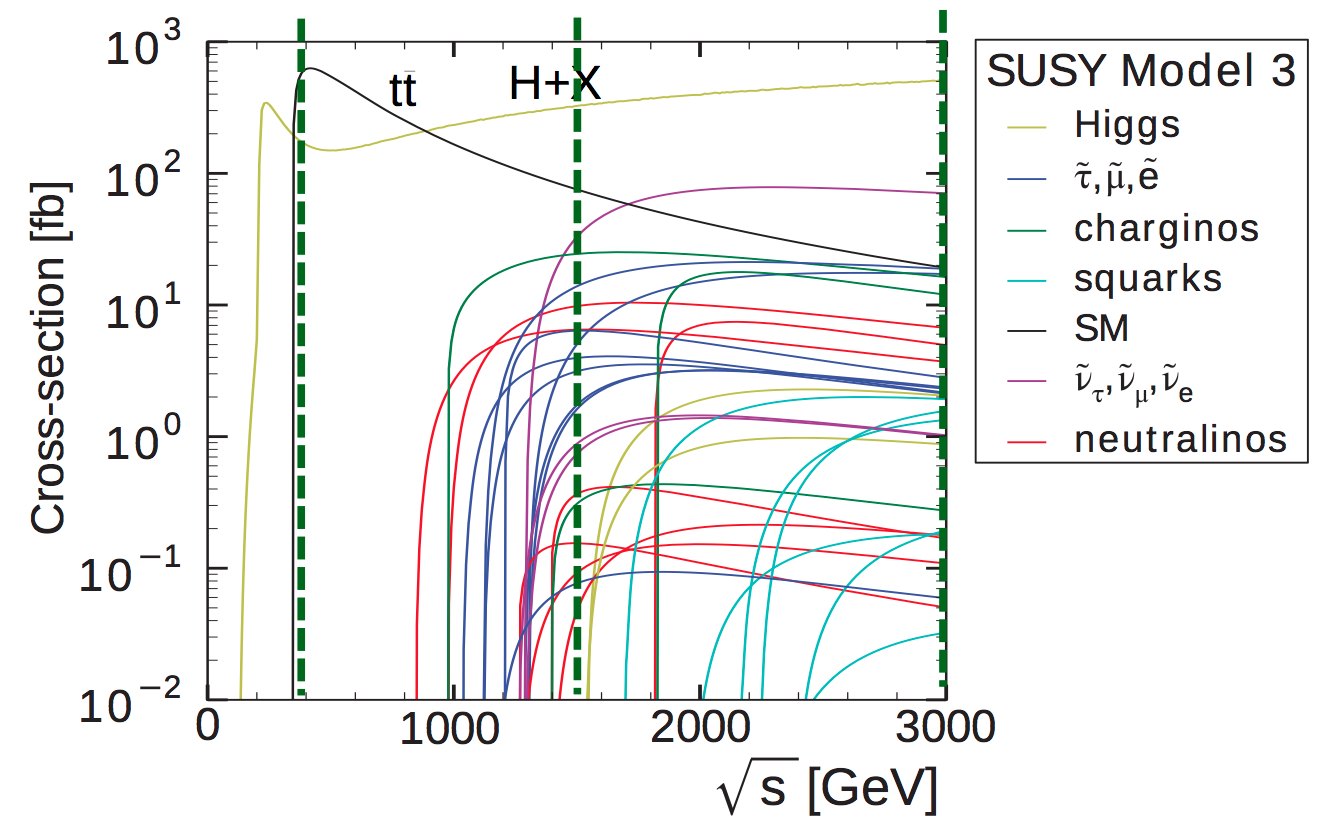 10³
10²
10¹
10⁰
10⁻¹
10⁻²
Cross-section [fb]
tt̄
H+X
0 1000 2000 3000
√s [GeV]
SUSY Model 3
Higgs
τ̃,μ̃,ẽ
charginos
squarks
SM
ν̃τ,ν̃μ,ν̃e
neutralinos